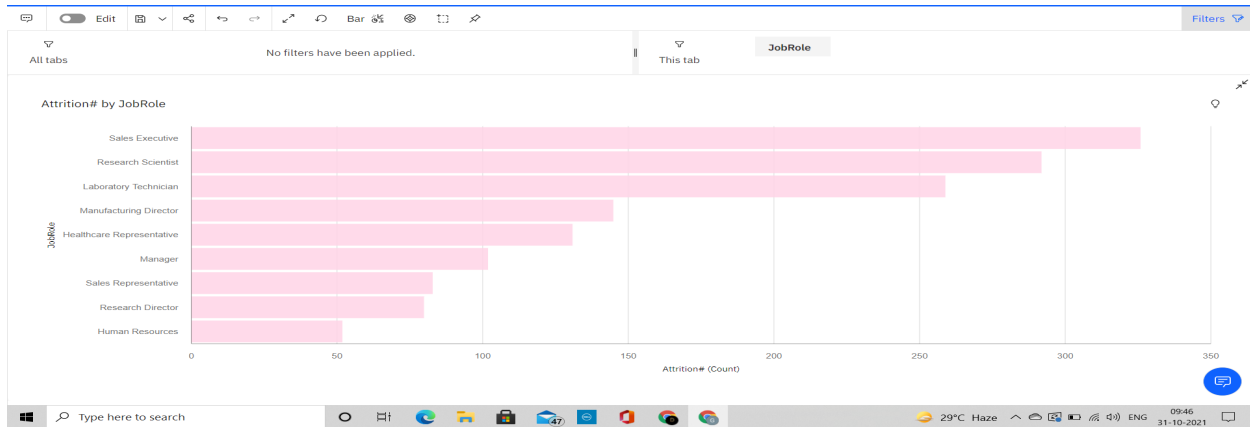 Edit
Bar
Filters
All tabs
No filters have been applied.
This tab
JobRole
Attrition# by JobRole
JobRole
Sales Executive
Research Scientist
Laboratory Technician
Manufacturing Director
Healthcare Representative
Manager
Sales Representative
Research Director
Human Resources
0 50 100 150 200 250 300 350
Attrition# (Count)
Type here to search
47
29°C Haze
ENG
09:46
31-10-2021